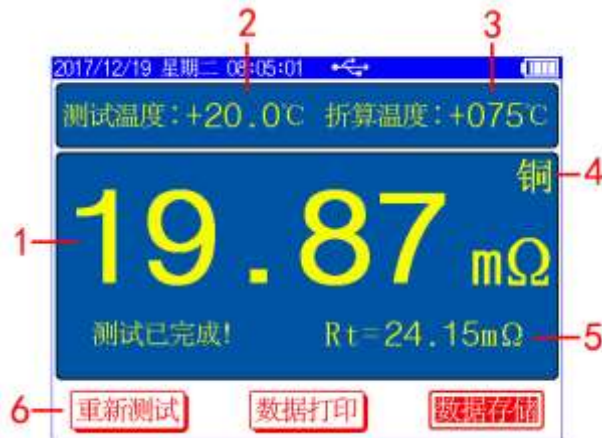 2 3
2017/12/19 星期二 08:05:01
测试温度：+20.0℃ 折算温度：+075℃
铜 4
1 19.87 mΩ
测试已完成！ Rt=24.15mΩ 5
6 重新测试 数据打印 数据存储